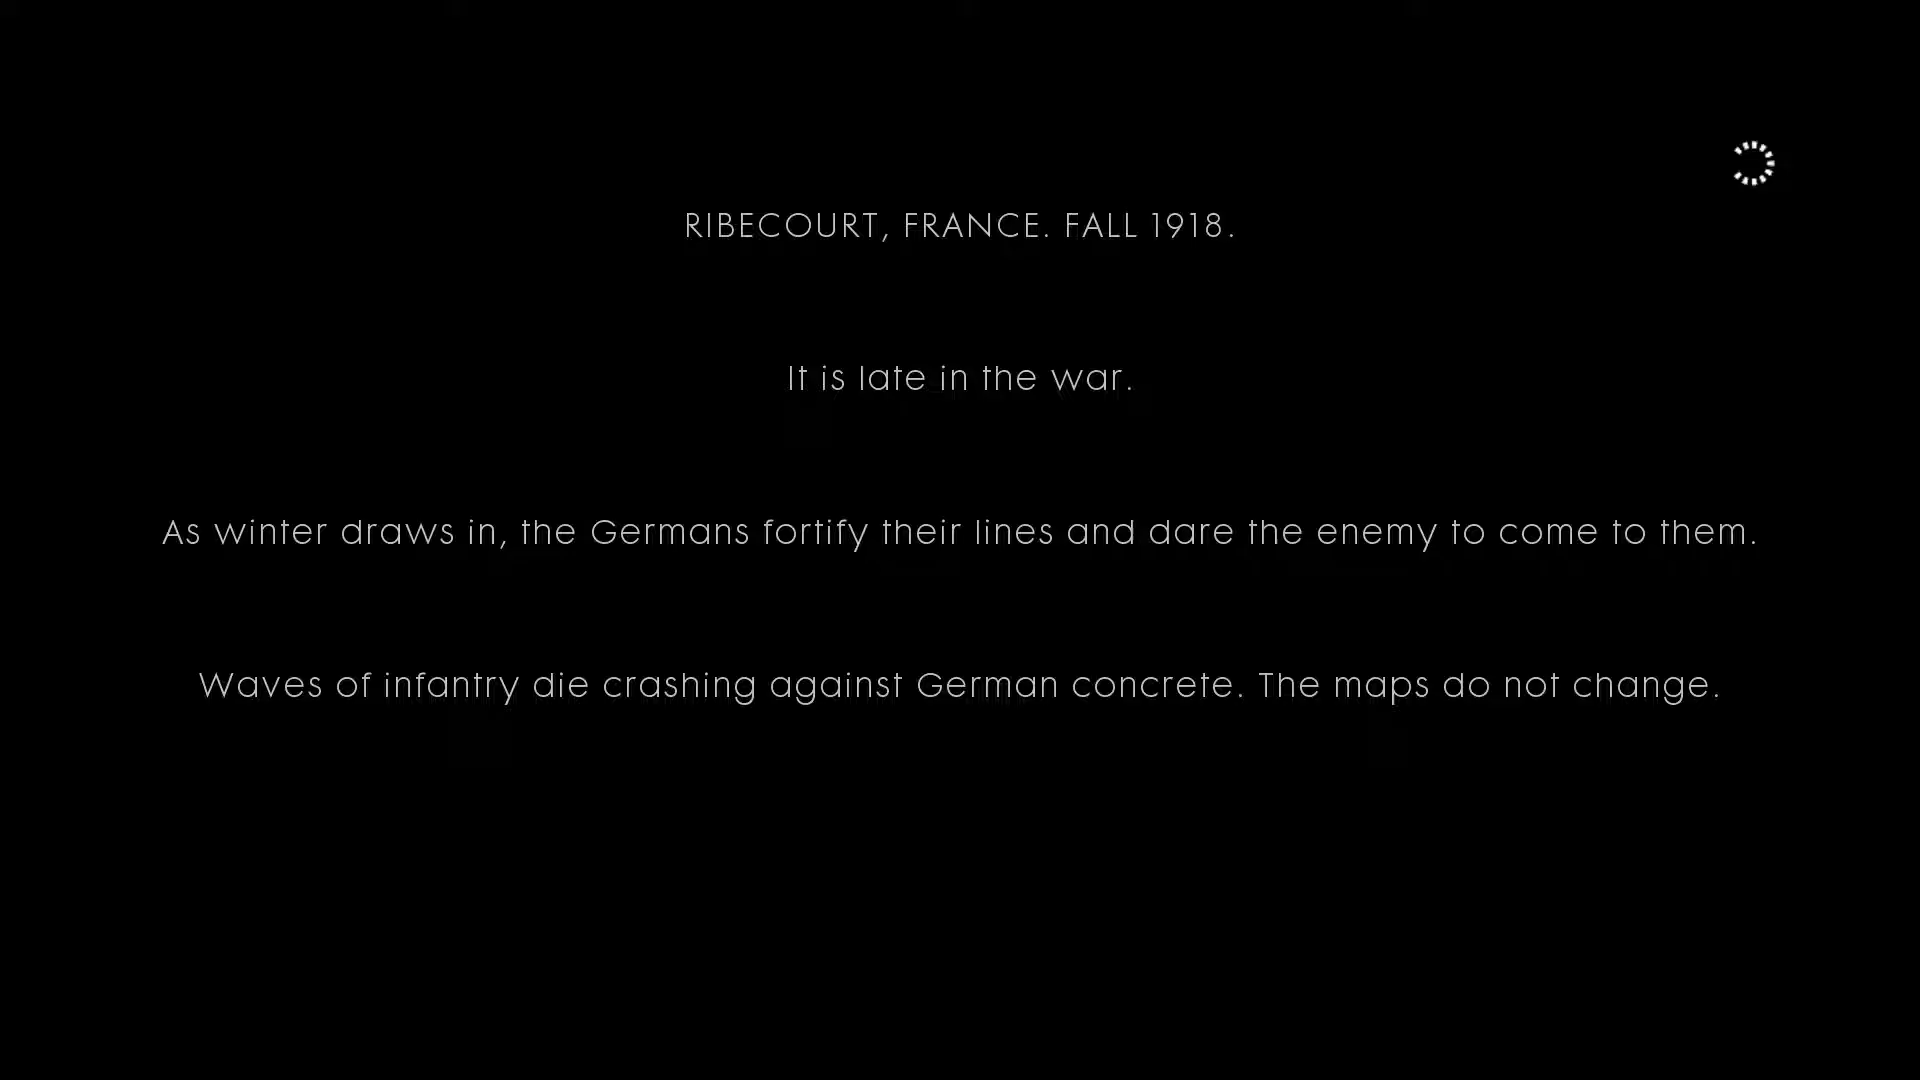 RIBECOURT, FRANCE. FALL 1918.
It is late in the war.
As winter draws in, the Germans fortify their lines and dare the enemy to come to them.
Waves of infantry die crashing against German concrete. The maps do not change.